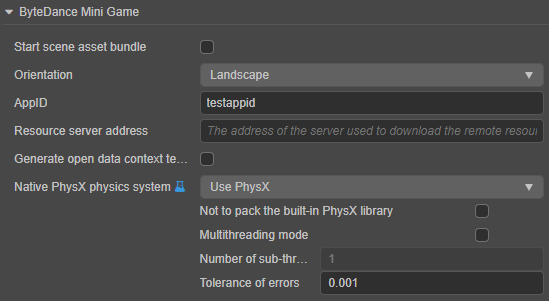 ByteDance Mini Game
Start scene asset bundle
Orientation Landscape
AppID testappid
Resource server address The address of the server used to download the remote resour
Generate open data context te...
Native PhysX physics system Use PhysX
Not to pack the built-in PhysX library
Multithreading mode
Number of sub-thr... 1
Tolerance of errors 0.001